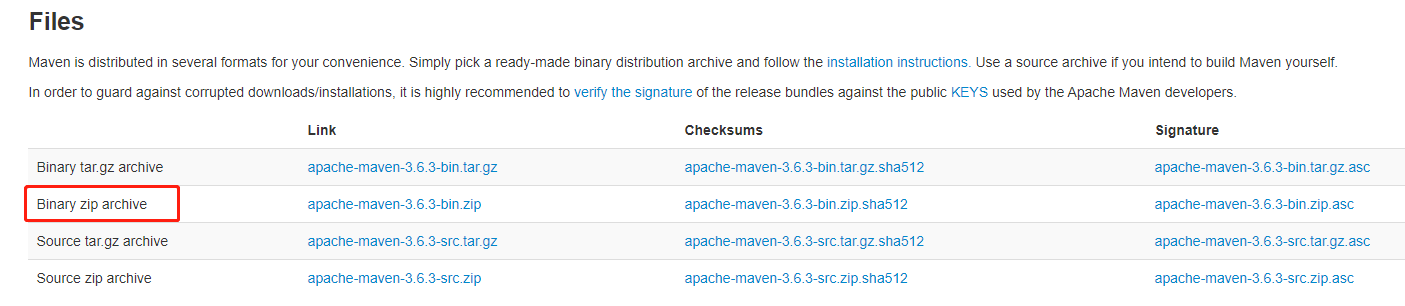 Files
Maven is distributed in several formats for your convenience. Simply pick a ready-made binary distribution archive and follow the installation instructions. Use a source archive if you intend to build Maven yourself.
In order to guard against corrupted downloads/installations, it is highly recommended to verify the signature of the release bundles against the public KEYS used by the Apache Maven developers.
Link Checksums Signature
Binary tar.gz archive apache-maven-3.6.3-bin.tar.gz apache-maven-3.6.3-bin.tar.gz.sha512 apache-maven-3.6.3-bin.tar.gz.asc
Binary zip archive apache-maven-3.6.3-bin.zip apache-maven-3.6.3-bin.zip.sha512 apache-maven-3.6.3-bin.zip.asc
Source tar.gz archive apache-maven-3.6.3-src.tar.gz apache-maven-3.6.3-src.tar.gz.sha512 apache-maven-3.6.3-src.tar.gz.asc
Source zip archive apache-maven-3.6.3-src.zip apache-maven-3.6.3-src.zip.sha512 apache-maven-3.6.3-src.zip.asc